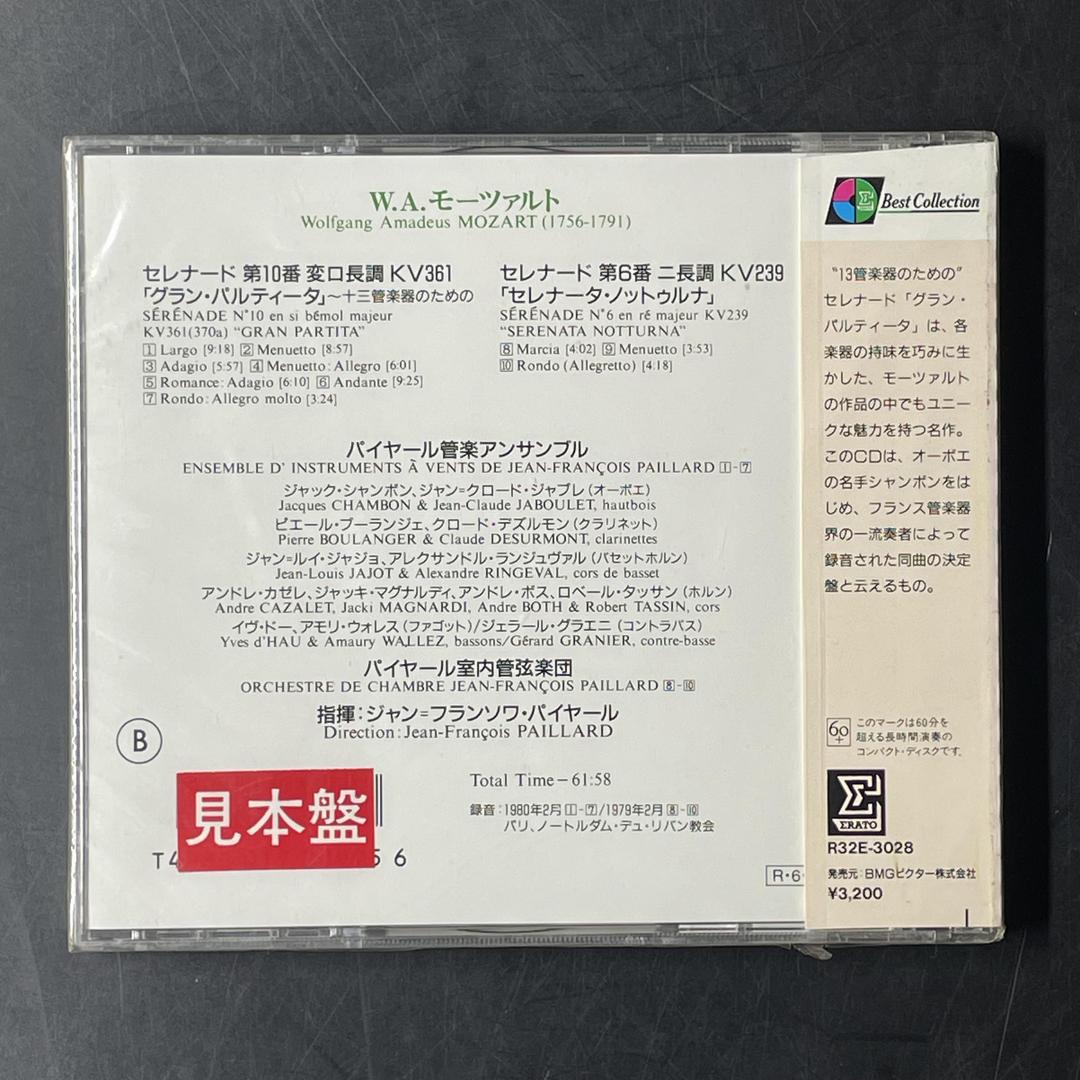 W.A.モーツァルト
Wolfgang Amadeus MOZART (1756-1791)
セレナード 第10番 変ロ長調 KV361
「グラン・パルティータ」〜十三管楽器のための
SÉRÉNADE N°10 en si bémol majeur
KV361(370a) "GRAN PARTITA"
1 Largo [9:18] 2 Menuetto [8:57]
3 Adagio [5:57] 4 Menuetto: Allegro [6:01]
5 Romance: Adagio [6:10] 6 Andante [9:25]
7 Rondo: Allegro molto [3:24]
セレナード 第6番 ニ長調 KV239
「セレナータ・ノットゥルナ」
SÉRÉNADE N°6 en ré majeur KV239
"SERENATA NOTTURNA"
8 Marcia [4:02] 9 Menuetto [3:53]
10 Rondo (Allegretto) [4:18]
パイヤール管楽アンサンブル
ENSEMBLE D' INSTRUMENTS À VENTS DE JEAN-FRANÇOIS PAILLARD 1-7
ジャック・シャンボン、ジャン=クロード・ジャブレ(オーボエ)
Jacques CHAMBON & Jean-Claude JABOULET, hautbois
ピエール・ブーランジェ、クロード・デズルモン(クラリネット)
Pierre BOULANGER & Claude DESURMONT, clarinettes
ジャン=ルイ・ジャジョ、アレクサンドル・ランジュヴァル(バセットホルン)
Jean-Louis JAJOT & Alexandre RINGEVAL, cors de basset
アンドレ・カゼレ、ジャッキ・マグナルディ、アンドレ・ボス、ロベール・タッサン(ホルン)
Andre CAZALET, Jacki MAGNARDI, Andre BOTH & Robert TASSIN, cors
イヴ・ドー、アモリ・ウォレス(ファゴット)/ジェラール・グラエニ(コントラバス)
Yves d'HAU & Amaury WALLEZ, bassons/Gérard GRANIER, contre-basse
パイヤール室内管弦楽団
ORCHESTRE DE CHAMBRE JEAN-FRANÇOIS PAILLARD 8-10
指揮:ジャン=フランソワ・パイヤール
Direction: Jean-François PAILLARD
B
Total Time－61:58
録音:1980年2月 1-7/1979年2月 8-10
パリ、ノートルダム・デュ・リバン教会
見本盤
T4
5 6
R・6
Σ Best Collection
"13管楽器のための"
セレナード「グラン・
パルティータ」は、各
楽器の持味を巧みに生
かした、モーツァルト
の作品の中でもユニー
クな魅力を持つ名作。
このCDは、オーボエ
の名手シャンボンをは
じめ、フランス管楽器
界の一流奏者によって
録音された同曲の決定
盤と云えるもの。
60+
このマークは60分を
超える長時間演奏の
コンパクト・ディスクです。
Σ
ERATO
R32E-3028
発売元:BMGビクター株式会社
¥3,200